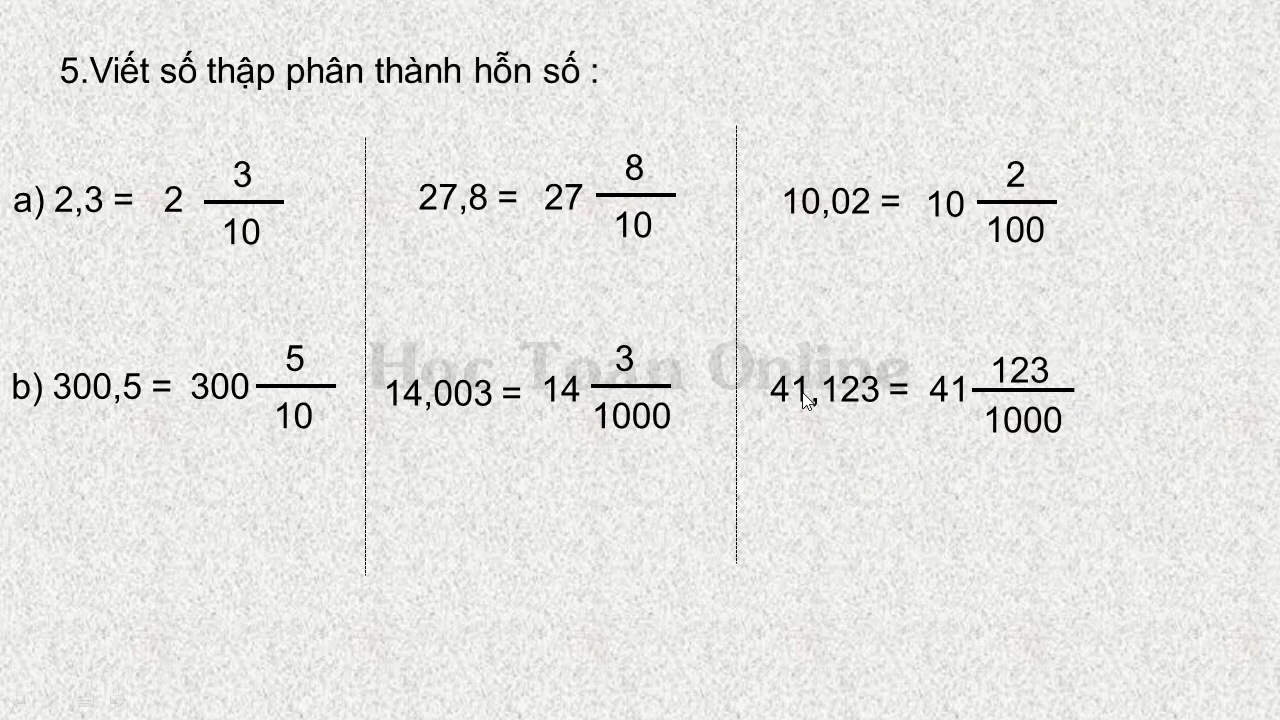 5.Viết số thập phân thành hỗn số :
a) 2,3 = 2 3/10
27,8 = 27 8/10
10,02 = 10 2/100
Học Toán Online
b) 300,5 = 300 5/10
14,003 = 14 3/1000
41,123 = 41 123/1000